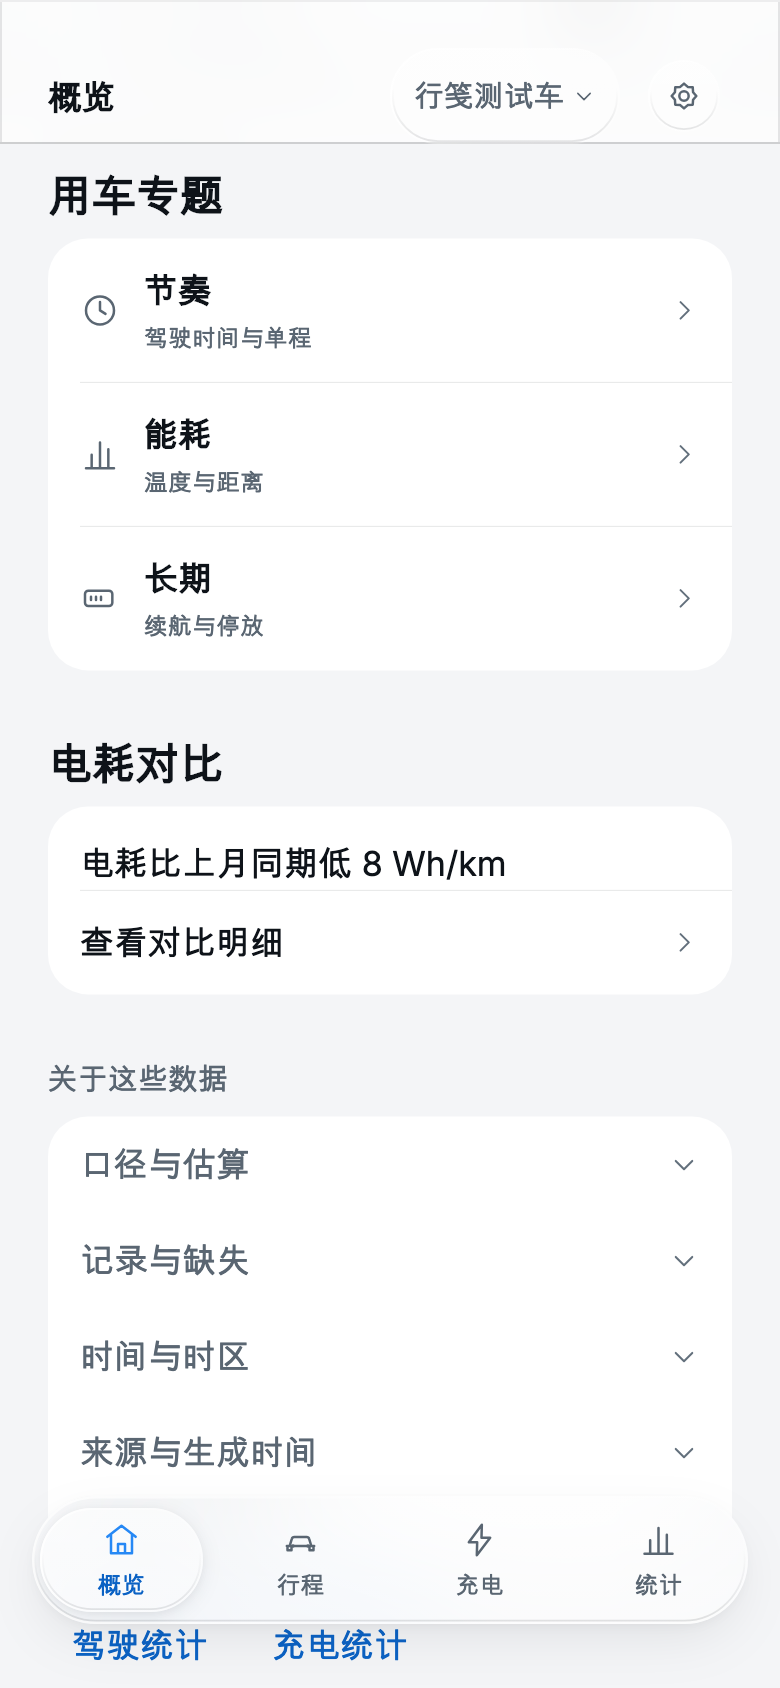 概览
行笺测试车
用车专题
节奏
驾驶时间与单程
能耗
温度与距离
长期
续航与停放
电耗对比
电耗比上月同期低 8 Wh/km
查看对比明细
关于这些数据
口径与估算
记录与缺失
时间与时区
来源与生成时间
概览
行程
充电
统计
驾驶统计
充电统计